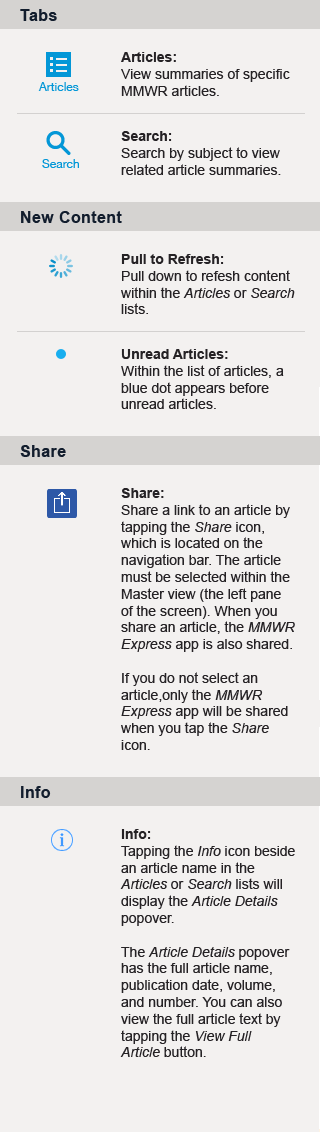 Tabs
Articles:
View summaries of specific
MMWR articles.
Articles
Search:
Search by subject to view
related article summaries.
Search
New Content
Pull to Refresh:
Pull down to refesh content
within the Articles or Search
lists.
Unread Articles:
Within the list of articles, a
blue dot appears before
unread articles.
Share
Share:
Share a link to an article by
tapping the Share icon,
which is located on the
navigation bar. The article
must be selected within the
Master view (the left pane
of the screen). When you
share an article, the MMWR
Express app is also shared.
If you do not select an
article,only the MMWR
Express app will be shared
when you tap the Share
icon.
Info
Info:
Tapping the Info icon beside
an article name in the
Articles or Search lists will
display the Article Details
popover.
The Article Details popover
has the full article name,
publication date, volume,
and number. You can also
view the full article text by
tapping the View Full
Article button.